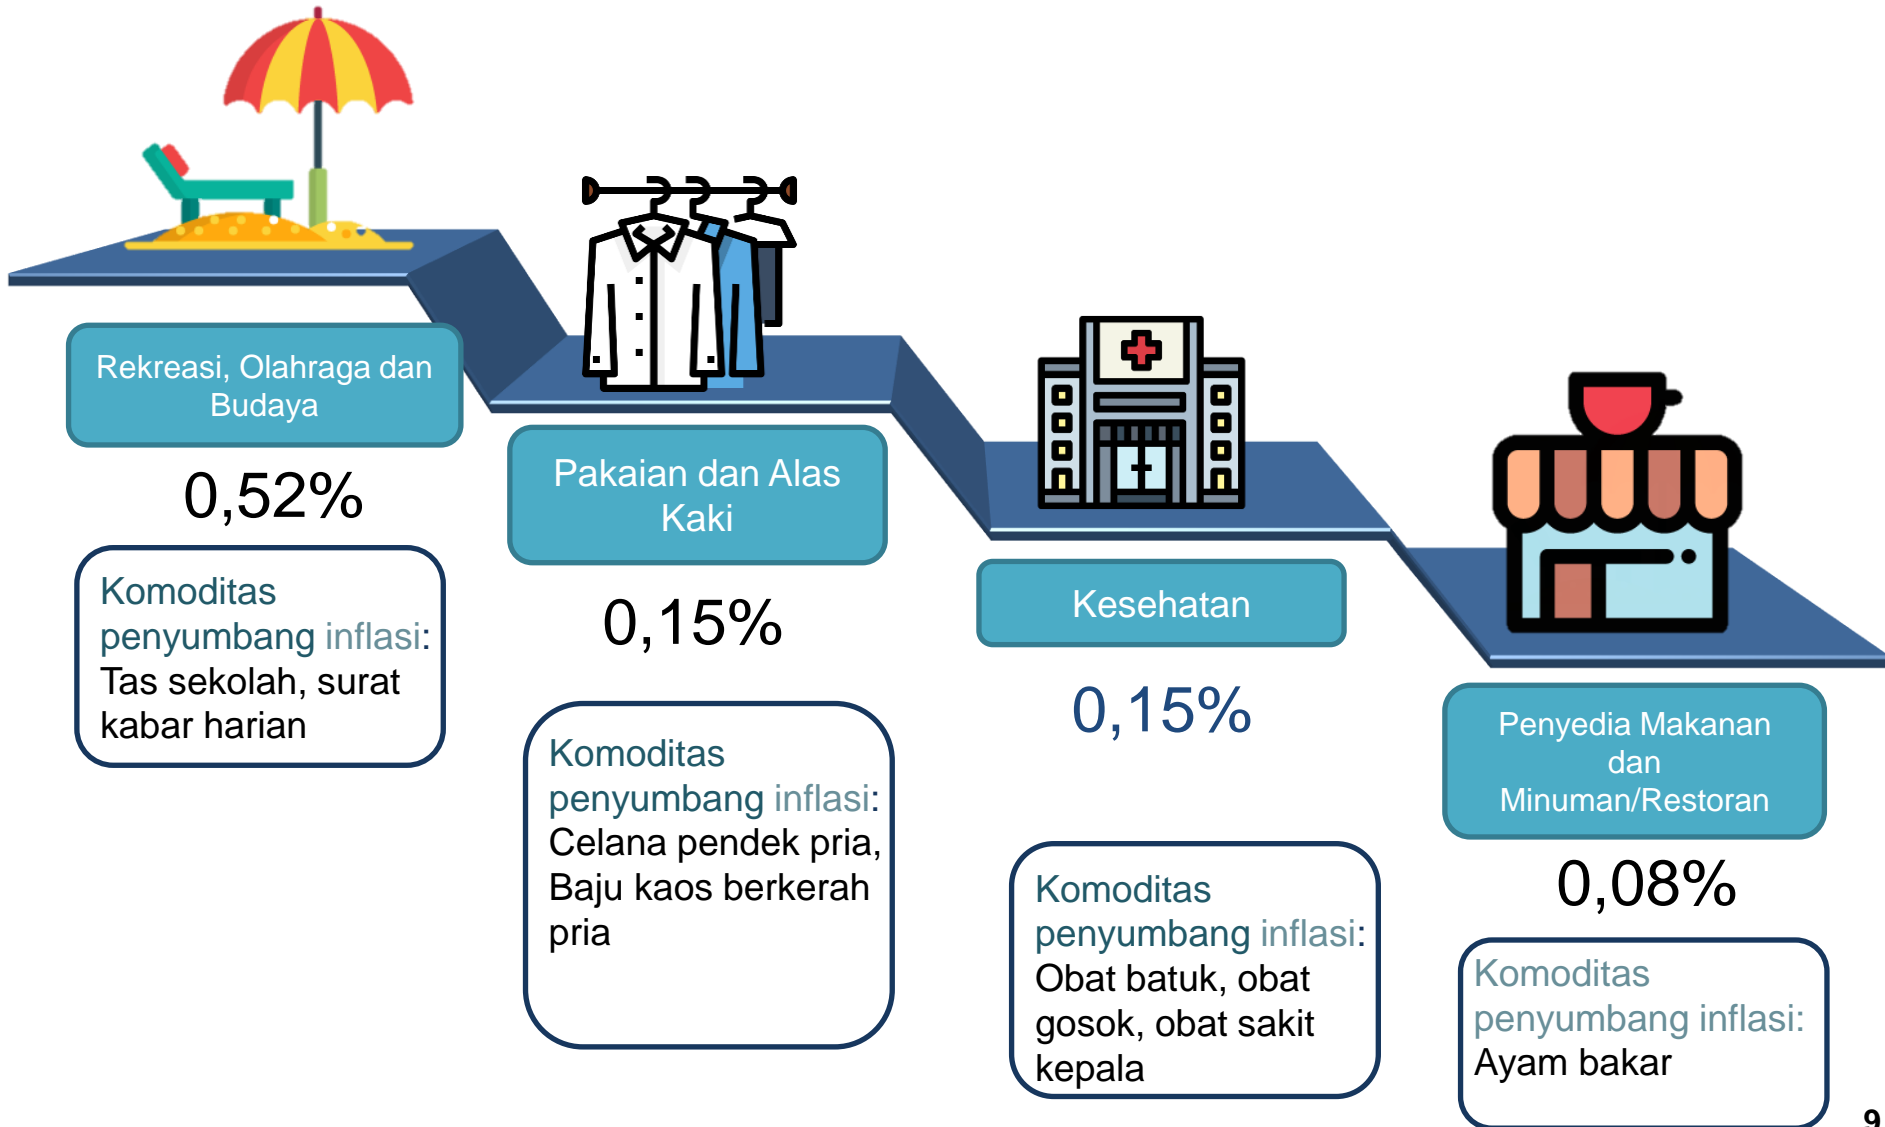 Rekreasi, Olahraga dan
Budaya
0,52%
Komoditas
penyumbang inflasi:
Tas sekolah, surat
kabar harian
Pakaian dan Alas
Kaki
0,15%
Komoditas
penyumbang inflasi:
Celana pendek pria,
Baju kaos berkerah
pria
Kesehatan
0,15%
Komoditas
penyumbang inflasi:
Obat batuk, obat
gosok, obat sakit
kepala
Penyedia Makanan
dan
Minuman/Restoran
0,08%
Komoditas
penyumbang inflasi:
Ayam bakar
9